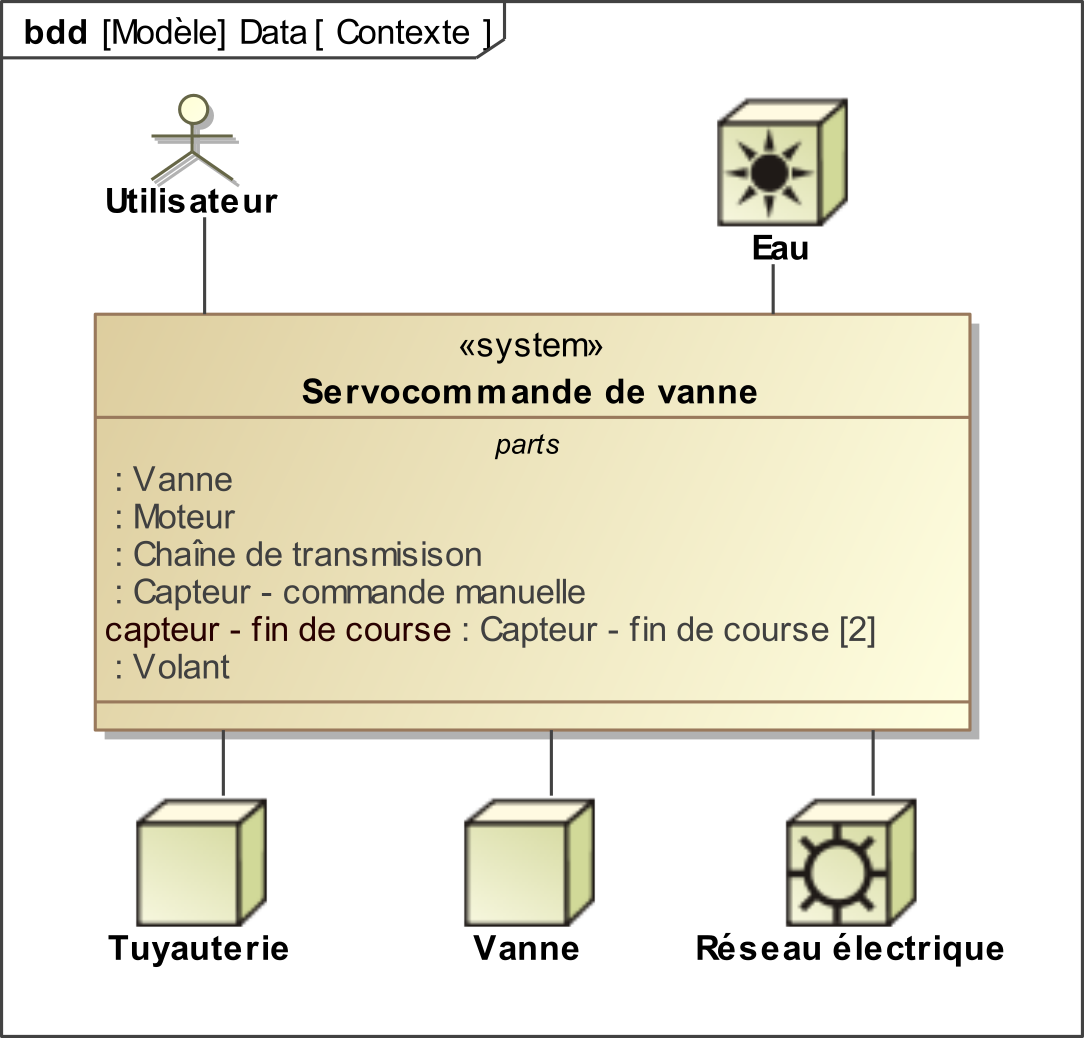 bdd [Modèle] Data [ Contexte ]
Utilisateur
Eau
«system»
Servocommande de vanne
parts
: Vanne
: Moteur
: Chaîne de transmisison
: Capteur - commande manuelle
capteur - fin de course : Capteur - fin de course [2]
: Volant
Tuyauterie
Vanne
Réseau électrique